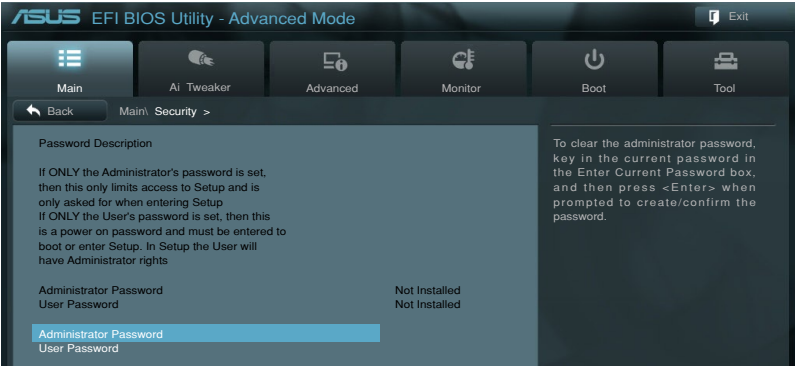 ASUS EFI BIOS Utility - Advanced Mode
Exit
Main
Ai Tweaker
Advanced
Monitor
Boot
Tool
Back
Main\ Security >
Password Description
If ONLY the Administrator's password is set,
then this only limits access to Setup and is
only asked for when entering Setup
If ONLY the User's password is set, then this
is a power on password and must be entered to
boot or enter Setup. In Setup the User will
have Administrator rights
Administrator Password Not Installed
User Password Not Installed
Administrator Password
User Password
To clear the administrator password,
key in the current password in
the Enter Current Password box,
and then press <Enter> when
prompted to create/confirm the
password.